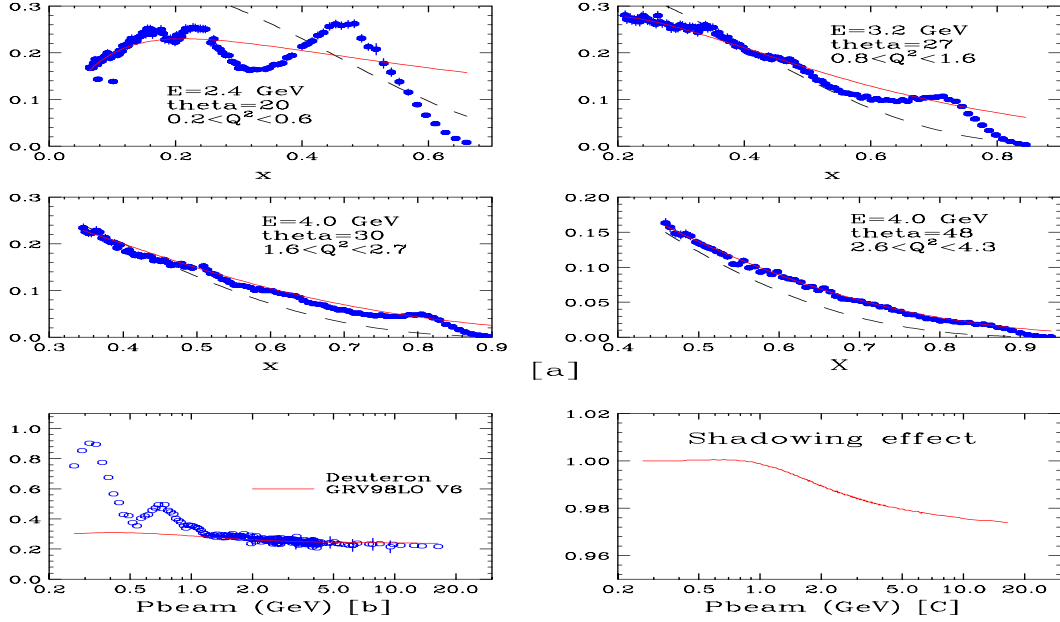 0.3
0.2
0.1
0.0
E=2.4 GeV
theta=20
0.2<Q²<0.6
0.0 0.2 0.4 0.6
x
0.3
0.2
0.1
0.0
E=3.2 GeV
theta=27
0.8<Q²<1.6
0.2 0.4 0.6 0.8
x
0.3
0.2
0.1
0.0
E=4.0 GeV
theta=30
1.6<Q²<2.7
0.3 0.4 0.5 0.6 0.7 0.8 0.9
x
0.20
0.15
0.10
0.05
0.00
E=4.0 GeV
theta=48
2.6<Q²<4.3
0.4 0.6 0.8
X
[a]
1.0
0.8
0.6
0.4
0.2
0.0
Deuteron
GRV98LO V6
0.2 0.5 1.0 2.0 5.0 10.0 20.0
Pbeam (GeV) [b]
1.02
1.00
0.98
0.96
Shadowing effect
0.2 0.5 1.0 2.0 5.0 10.0 20.0
Pbeam (GeV) [C]